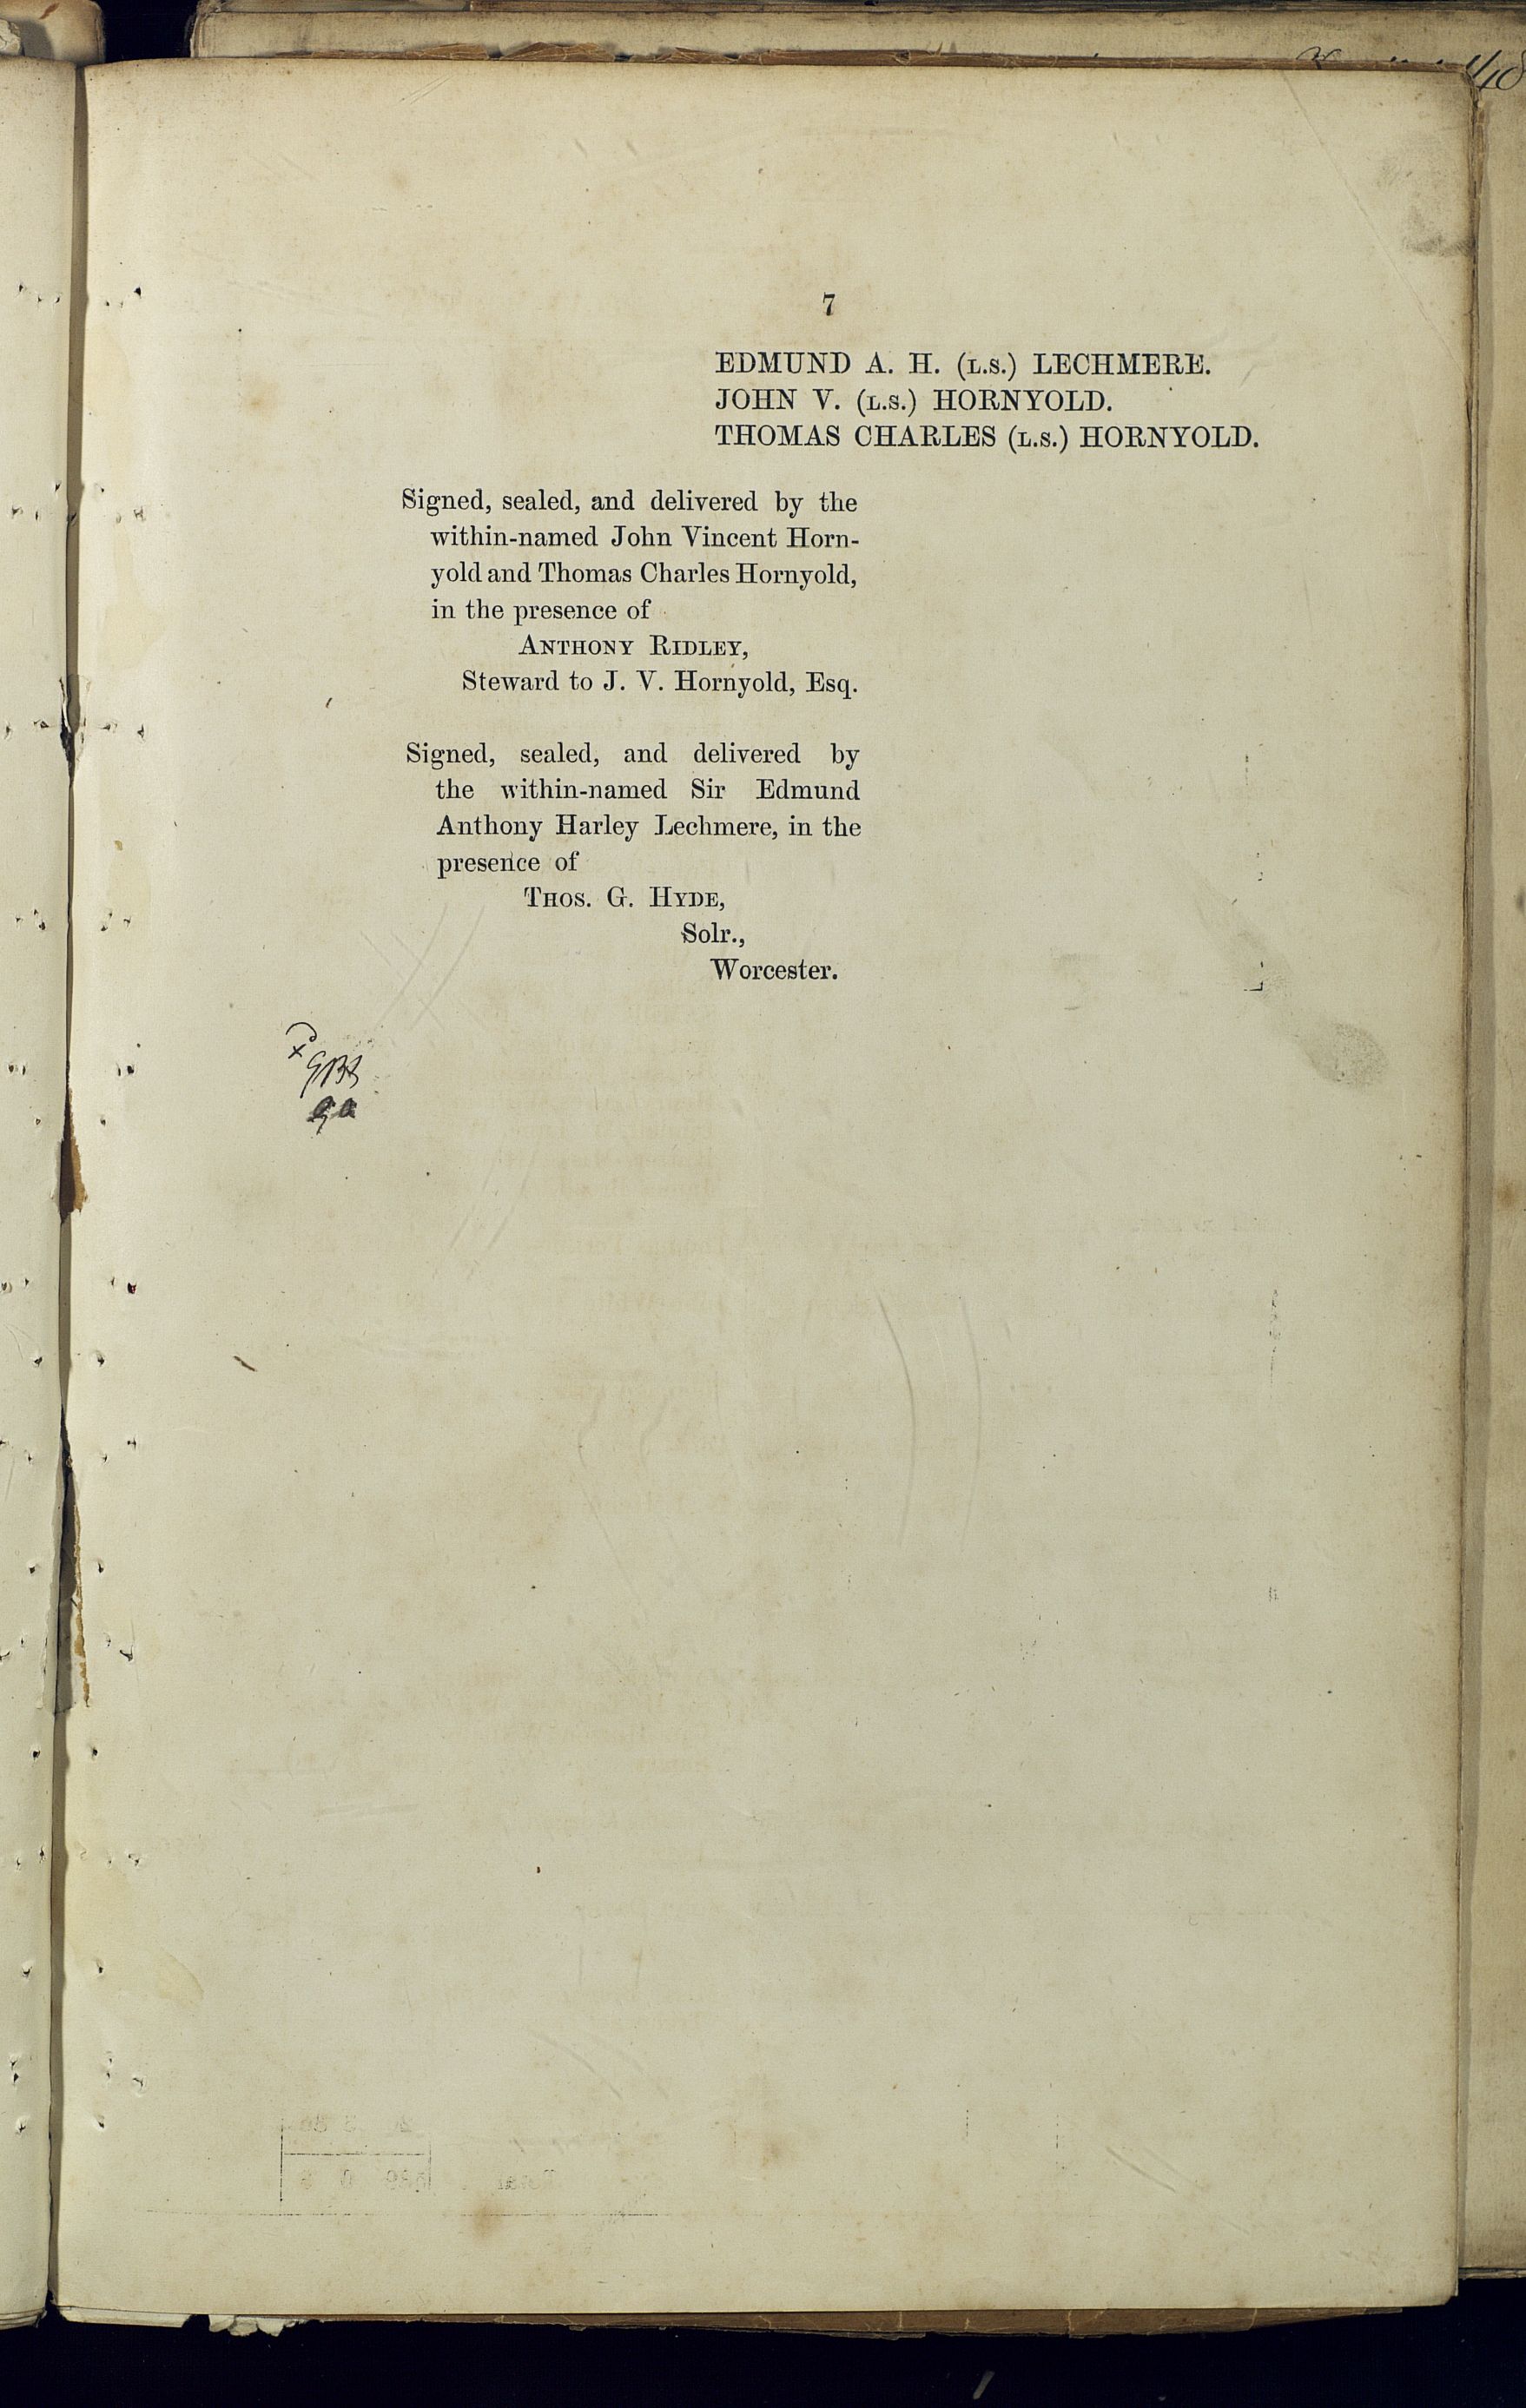 7
EDMUND A. H. (L.S.) LECHMERE.
JOHN V. (L.S.) HORNYOLD.
THOMAS CHARLES (L.S.) HORNYOLD.
Signed, sealed, and delivered by the
within-named John Vincent Horn-
yold and Thomas Charles Hornyold,
in the presence of
ANTHONY RIDLEY,
Steward to J. V. Hornyold, Esq.
Signed, sealed, and delivered by
the within-named Sir Edmund
Anthony Harley Lechmere, in the
presence of
THOS. G. HYDE,
Solr.,
Worcester.